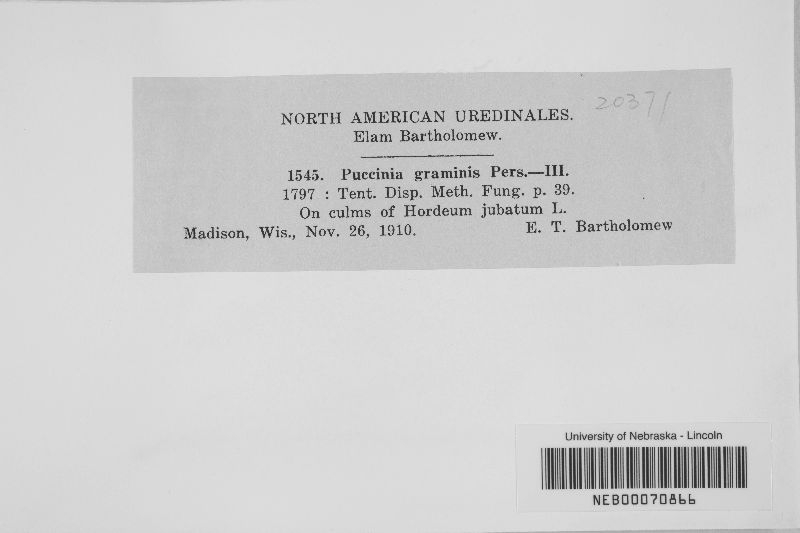 20371
NORTH AMERICAN UREDINALES.
Elam Bartholomew.
1545. Puccinia graminis Pers.—III.
1797 : Tent. Disp. Meth. Fung. p. 39.
On culms of Hordeum jubatum L.
Madison, Wis., Nov. 26, 1910. E. T. Bartholomew
University of Nebraska - Lincoln
NEB00070866